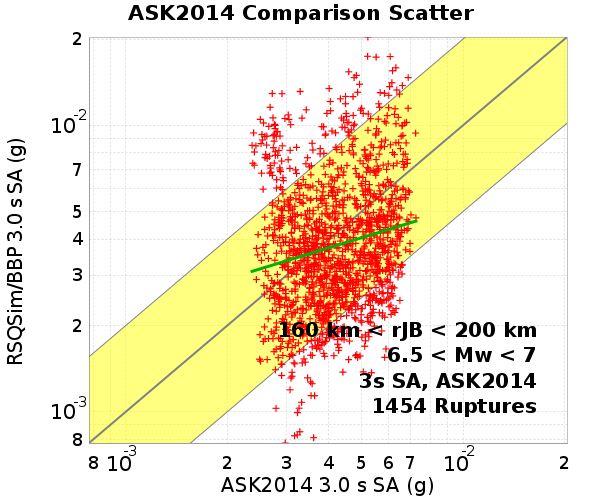 ASK2014 Comparison Scatter
RSQSim/BBP 3.0 s SA (g)
2
10-2
7
5
4
3
2
10-3
8
160 km < rJB < 200 km
6.5 < Mw < 7
3s SA, ASK2014
1454 Ruptures
8 10-3 2 3 4 5 6 7 10-2 2
ASK2014 3.0 s SA (g)